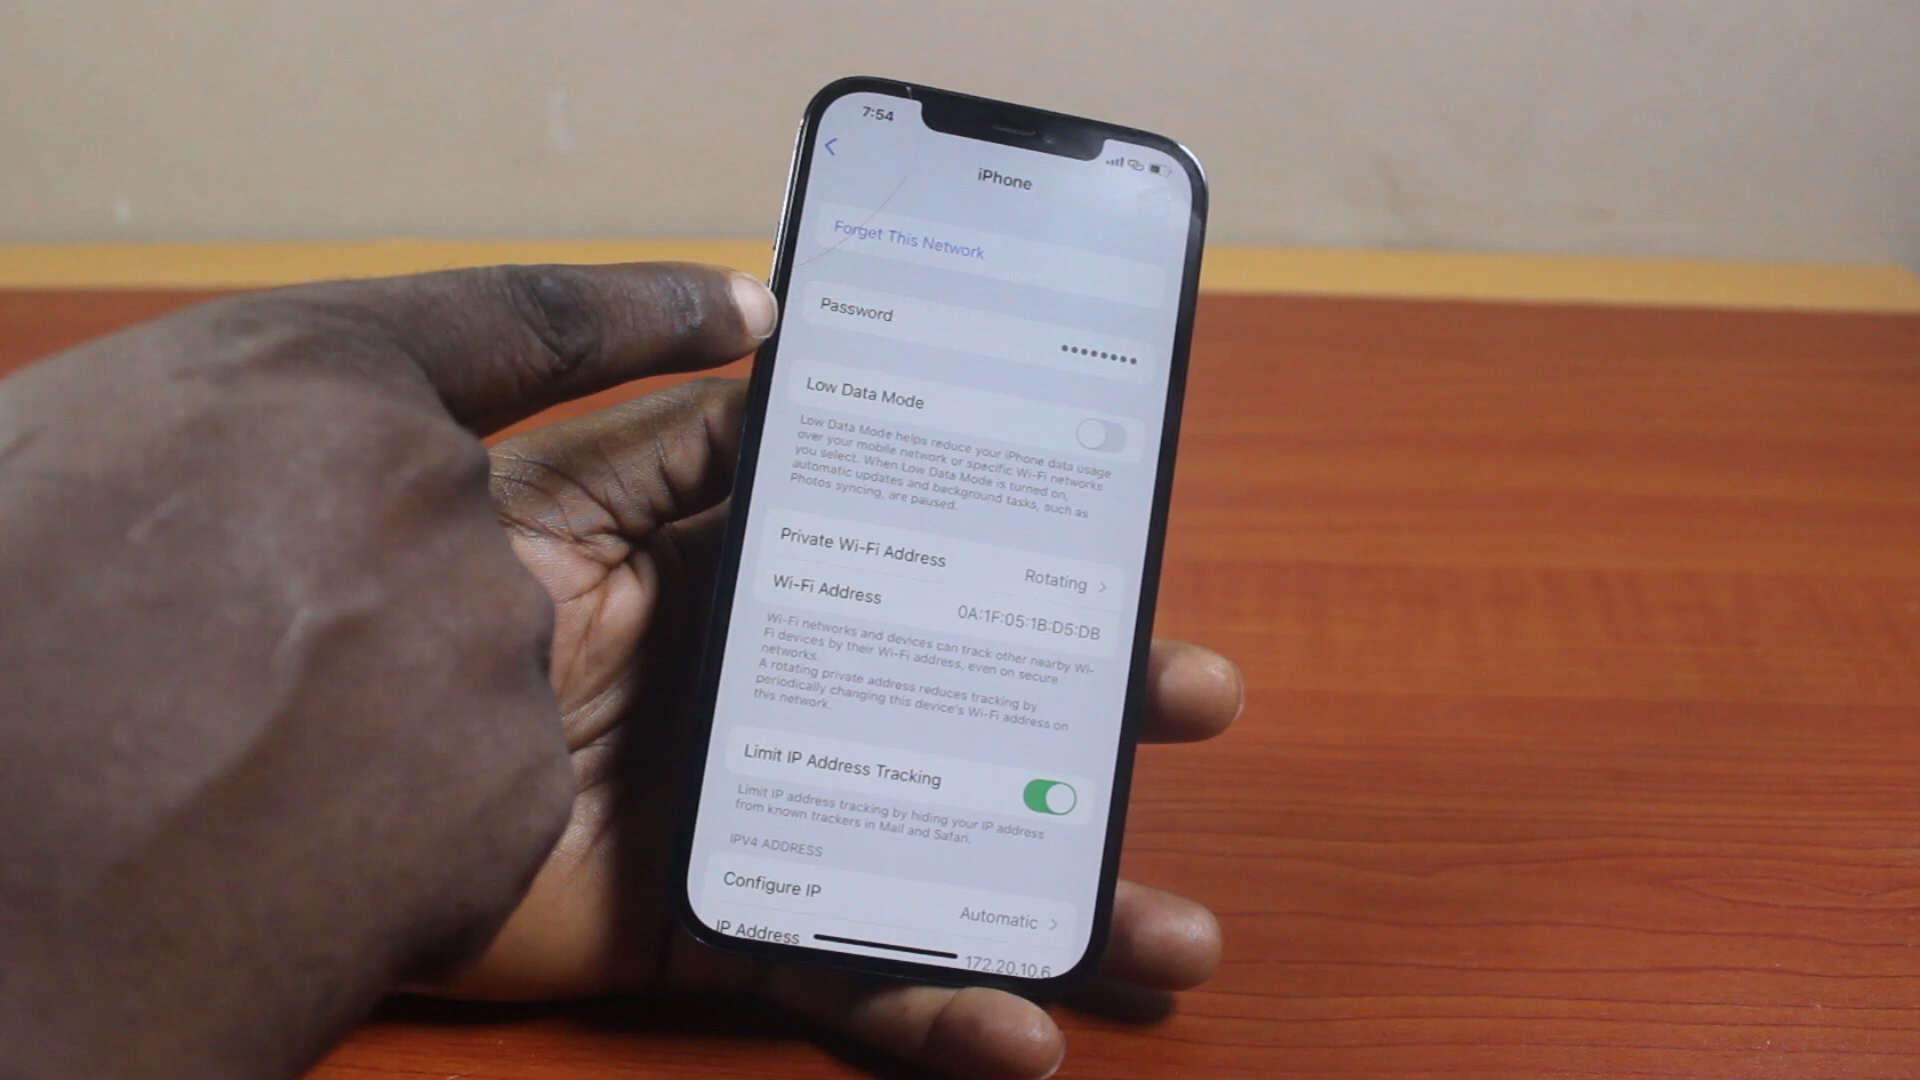 7:54
iPhone
Forget This Network
Password
••••••••
Low Data Mode
Low Data Mode helps reduce your iPhone data usage
over your mobile network or specific Wi-Fi networks
you select. When Low Data Mode is turned on,
automatic updates and background tasks, such as
Photos syncing, are paused.
Private Wi-Fi Address
Rotating
Wi-Fi Address
0A:1F:05:1B:D5:DB
Wi-Fi networks and devices can track other nearby Wi-
Fi devices by their Wi-Fi address, even on secure
networks.
A rotating private address reduces tracking by
periodically changing this device's Wi-Fi address on
this network.
Limit IP Address Tracking
Limit IP address tracking by hiding your IP address
from known trackers in Mail and Safari.
IPV4 ADDRESS
Configure IP
Automatic
IP Address
172.20.10.6